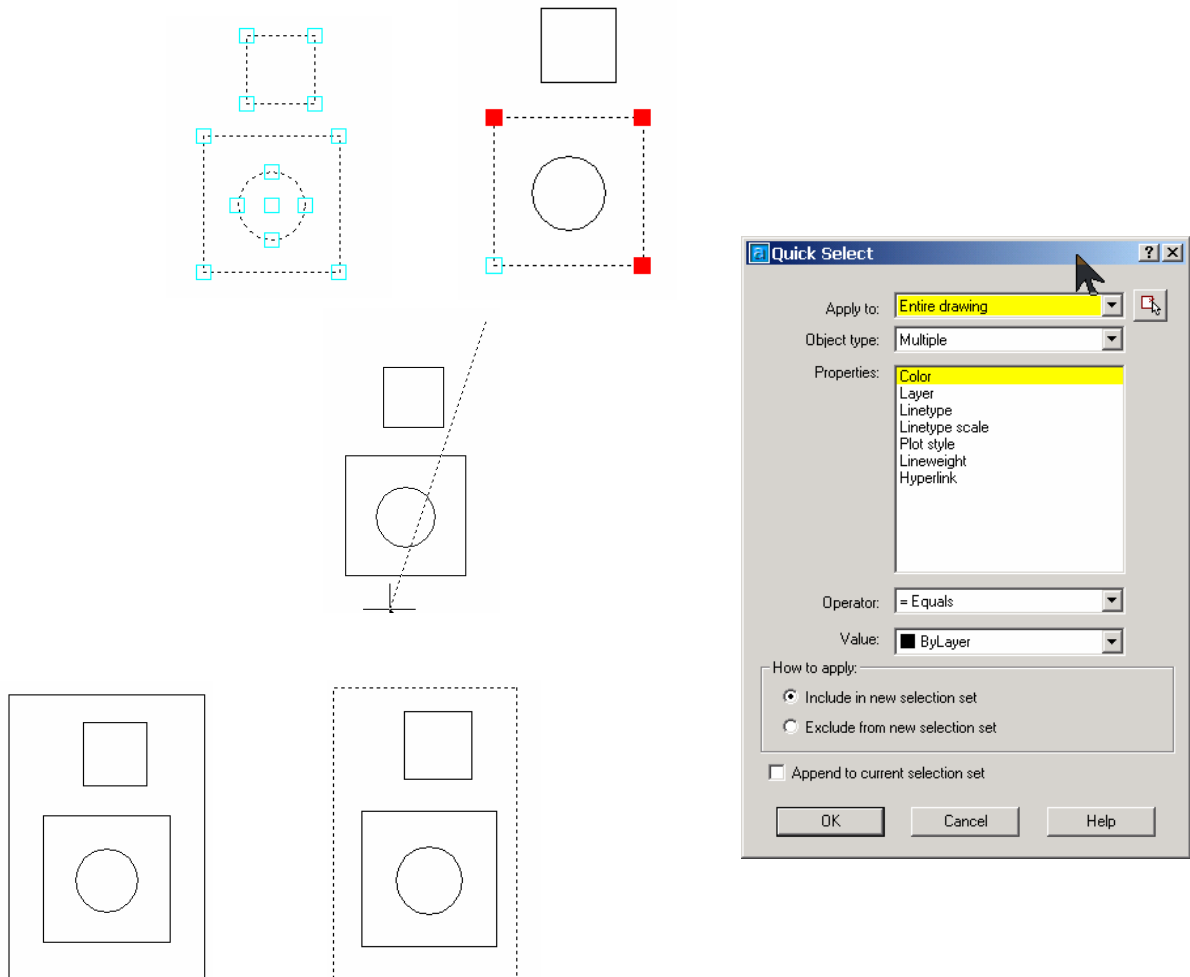 Quick Select
Apply to: Entire drawing
Object type: Multiple
Properties: Color
Layer
Linetype
Linetype scale
Plot style
Lineweight
Hyperlink
Operator: = Equals
Value: ByLayer
How to apply:
Include in new selection set
Exclude from new selection set
Append to current selection set
OK Cancel Help